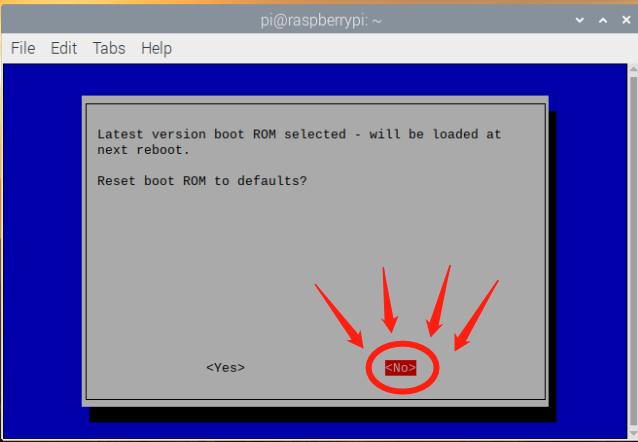 pi@raspberrypi: ~
File Edit Tabs Help
Latest version boot ROM selected - will be loaded at
next reboot.
Reset boot ROM to defaults?
<Yes> <No>